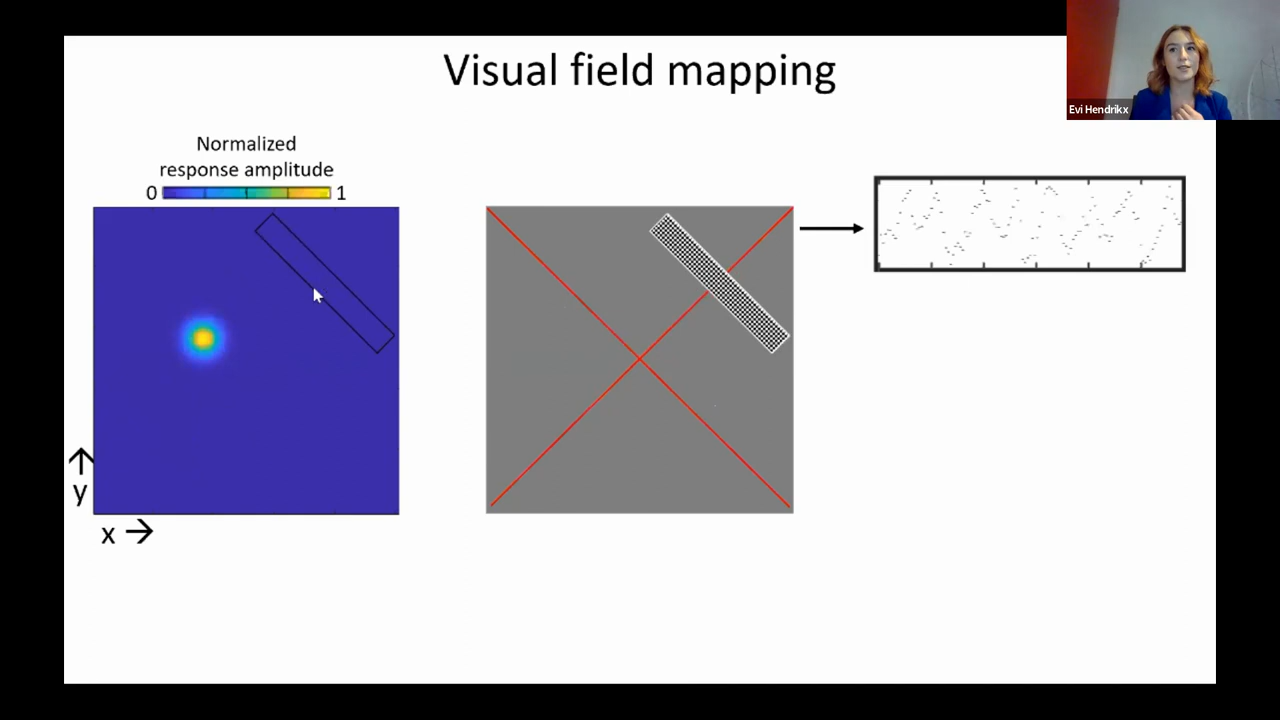 Visual field mapping
Evi Hendrikx
Normalized
response amplitude
0 1
y
x